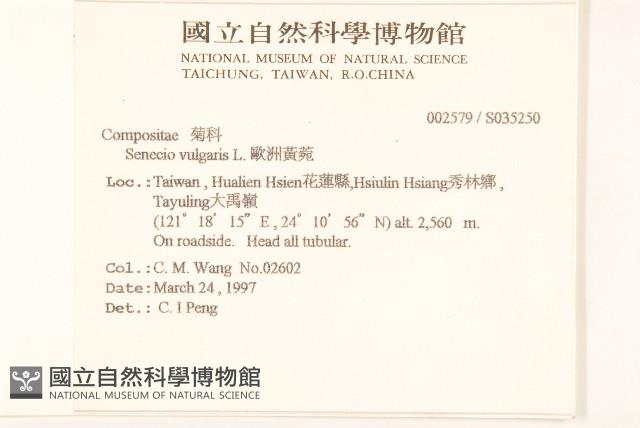 國立自然科學博物館
NATIONAL MUSEUM OF NATURAL SCIENCE
TAICHUNG, TAIWAN, R.O.CHINA
002579 / S035250
Compositae 菊科
Senecio vulgaris L. 歐洲黃菀
Loc.: Taiwan , Hualien Hsien花蓮縣,Hsiulin Hsiang秀林鄉 ,
Tayuling大禹嶺
(121° 18′ 15″ E , 24° 10′ 56″ N) alt. 2,560 m.
On roadside. Head all tubular.
Col.: C. M. Wang No.02602
Date: March 24 , 1997
Det.: C. I Peng
國立自然科學博物館
NATIONAL MUSEUM OF NATURAL SCIENCE